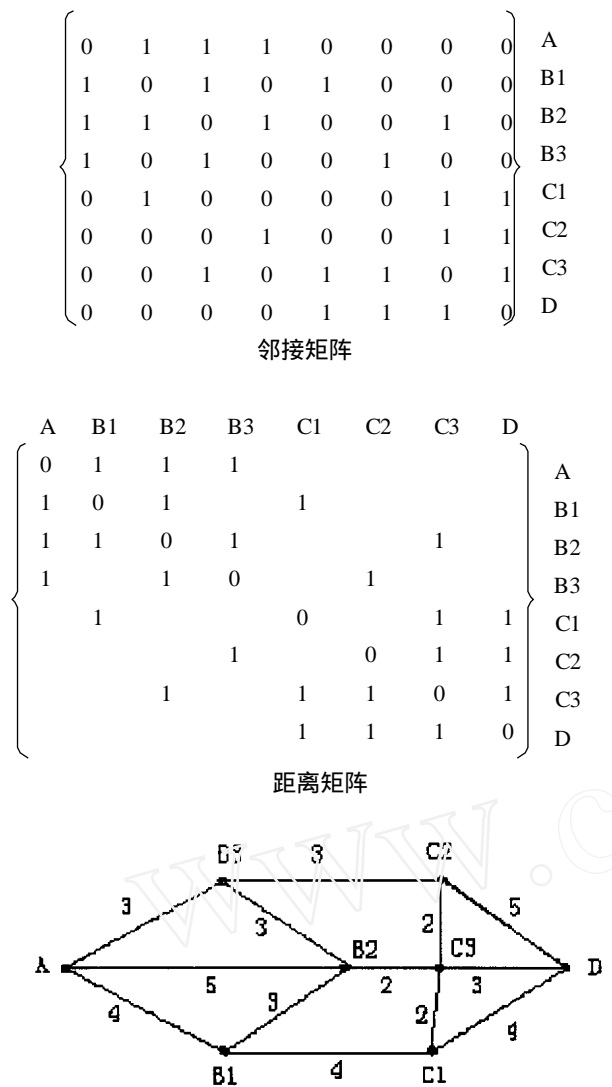 0 1 1 1 0 0 0 0 A
1 0 1 0 1 0 0 0 B1
1 1 0 1 0 0 1 0 B2
1 0 1 0 0 1 0 0 B3
0 1 0 0 0 0 1 1 C1
0 0 0 1 0 0 1 1 C2
0 0 1 0 1 1 0 1 C3
0 0 0 0 1 1 1 0 D
邻接矩阵
A B1 B2 B3 C1 C2 C3 D
0 1 1 1 A
1 0 1 1 B1
1 1 0 1 1 B2
1 1 0 1 B3
1 0 1 1 C1
1 0 1 1 C2
1 1 1 0 1 C3
1 1 1 0 D
距离矩阵
www.c
B3 3 C2
3 3 2 5
A 5 B2 2 C3 3 D
4 3 2 4
B1 4 C1